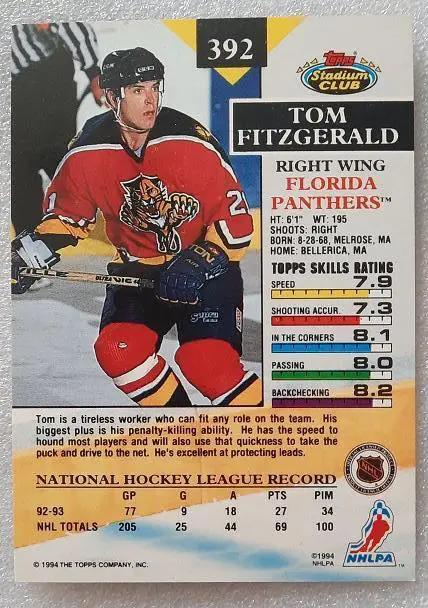 392
Topps
Stadium
CLUB
TOM
FITZGERALD
RIGHT WING
FLORIDA
PANTHERS™
HT: 6'1" WT: 195
SHOOTS: RIGHT
BORN: 8-28-68, MELROSE, MA
HOME: BELLERICA, MA
TOPPS SKILLS RATING
SPEED 7.9
SHOOTING ACCUR. 7.3
IN THE CORNERS 8.1
PASSING 8.0
BACKCHECKING 8.2
21
ULTRA VIC
Supra
Tom is a tireless worker who can fit any role on the team. His
biggest plus is his penalty-killing ability. He has the speed to
hound most players and will also use that quickness to take the
puck and drive to the net. He's excellent at protecting leads.
NATIONAL HOCKEY LEAGUE RECORD
GP G A PTS PIM
92-93 77 9 18 27 34
NHL TOTALS 205 25 44 69 100
NHL
NHLPA™
© 1994 THE TOPPS COMPANY, INC.
©1994
NHLPA